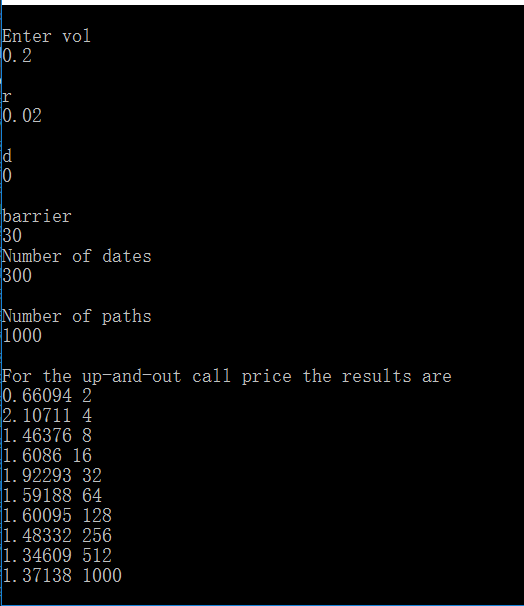 Enter vol
0.2
r
0.02
d
0
barrier
30
Number of dates
300
Number of paths
1000
For the up-and-out call price the results are
0.66094 2
2.10711 4
1.46376 8
1.6086 16
1.92293 32
1.59188 64
1.60095 128
1.48332 256
1.34609 512
1.37138 1000